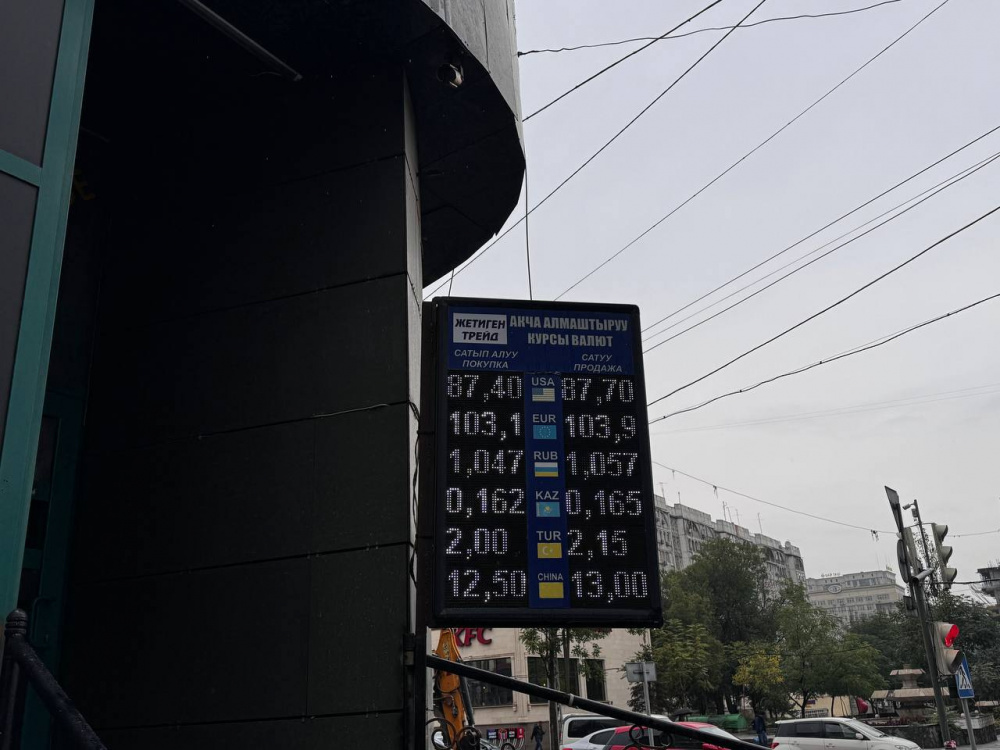 ЖЕТИГЕН
ТРЕЙД
АКЧА АЛМАШТЫРУУ
КУРСЫ ВАЛЮТ
САТЫП АЛУУ
ПОКУПКА
САТУУ
ПРОДАЖА
87,40 USA 87,70
103,1 EUR 103,9
1,047 RUB 1,057
0,162 KAZ 0,165
2,00 TUR 2,15
12,50 CHINA 13,00
KFC